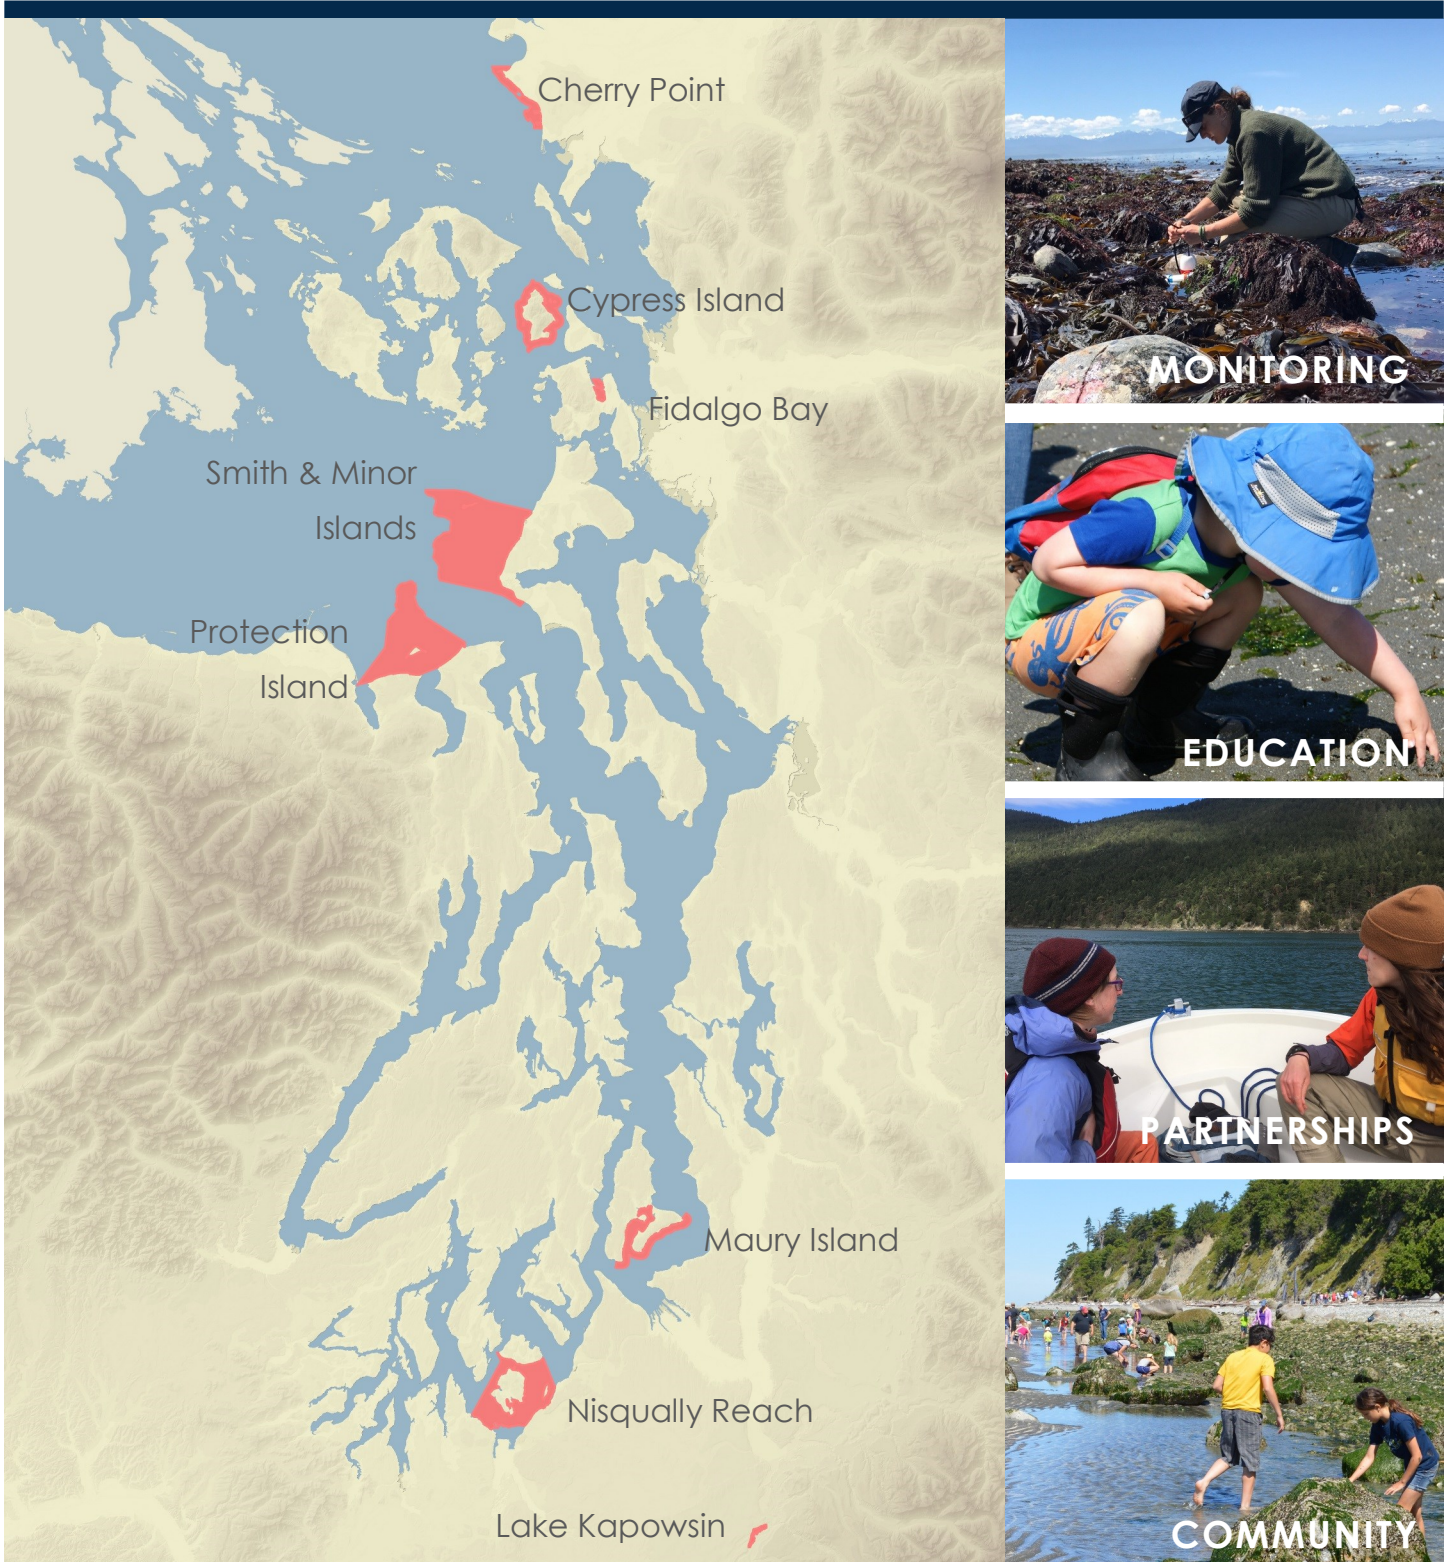 Cherry Point
Cypress Island
Fidalgo Bay
Smith & Minor
Islands
Protection
Island
Maury Island
Nisqually Reach
Lake Kapowsin
MONITORING
EDUCATION
PARTNERSHIPS
COMMUNITY